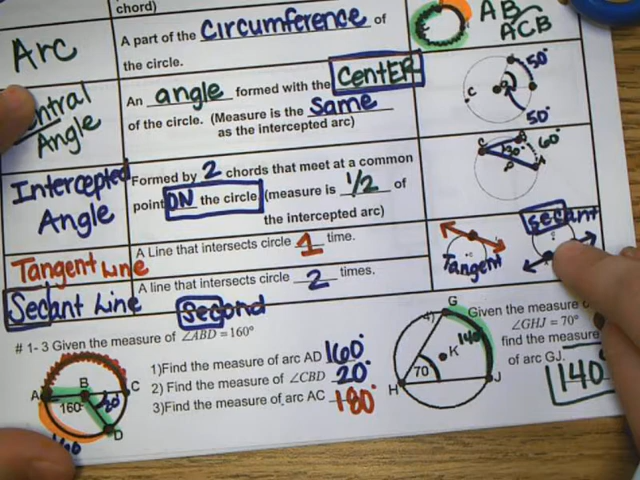 chord)
Arc
A part of the circumference of
the circle.
AB
ACB
Central
Angle
An angle formed with the CENTER
of the circle. (Measure is the same
as the intercepted arc)
50°
50°
C
Intercepted
Angle
Formed by 2 chords that meet at a common
point ON the circle (measure is 1/2 of
the intercepted arc)
C
30°
60°
P
Tangent Line
A Line that intersects circle 1 time.
Tangent
secant
Secant Line
A line that intersects circle 2 times.
Second
# 1- 3 Given the measure of ∠ABD = 160°
1)Find the measure of arc AD 160°
2) Find the measure of ∠CBD 20°
3)Find the measure of arc AC 180°
A
B
C
D
160
20°
160
G
K
H
J
70
140
Given the measure
∠GHJ = 70°
find the measure
of arc GJ.
140°